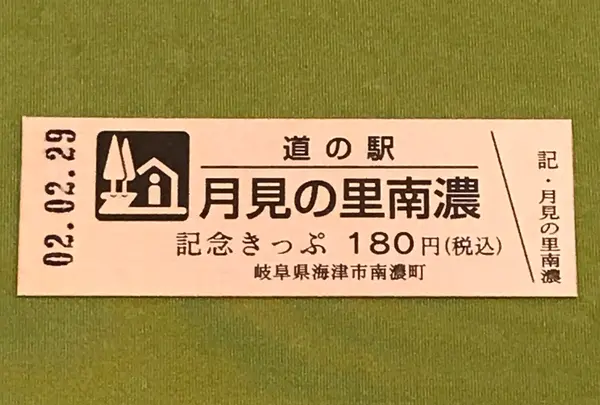 02.02.29
道の駅
月見の里南濃
記念きっぷ 180円(税込)
岐阜県海津市南濃町
記・月見の里南濃